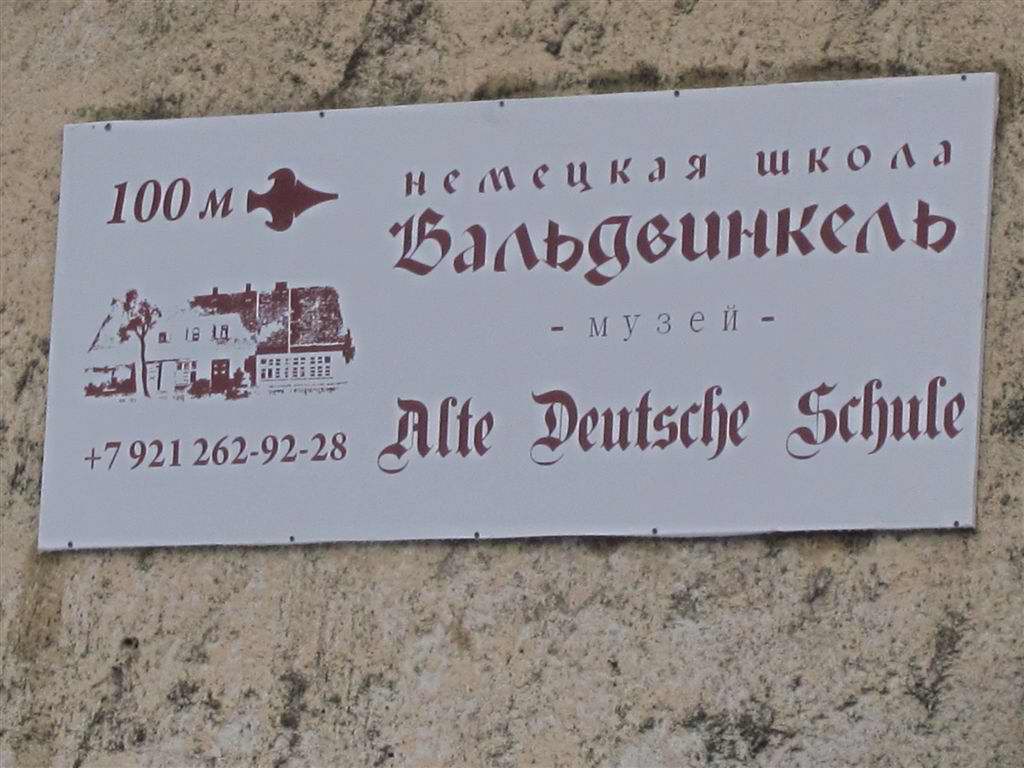 100 м
немецкая школа
Вальдвинкель
- музей -
+7 921 262-92-28
Alte Deutsche Schule